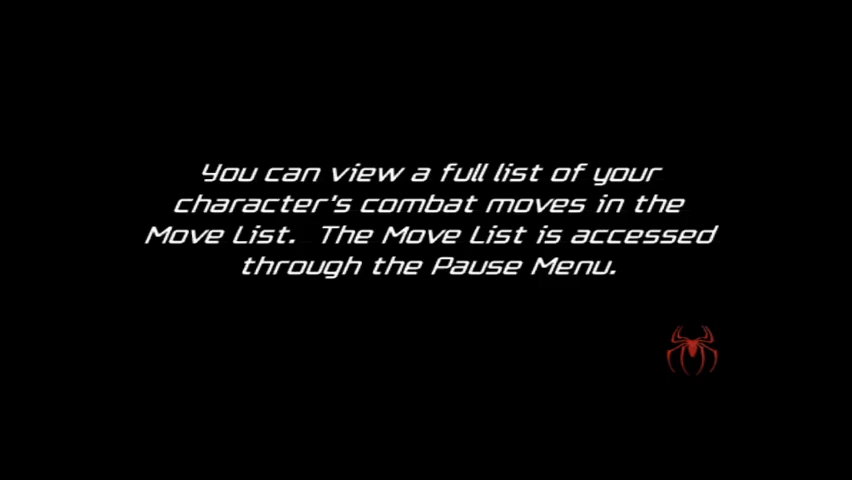 You can view a full list of your
character's combat moves in the
Move List.  The Move List is accessed
through the Pause Menu.